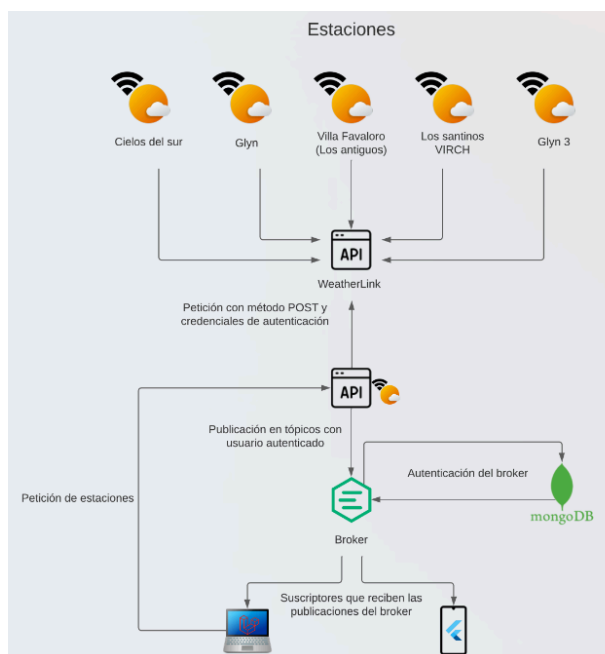 Estaciones
Cielos del sur
Glyn
Villa Favaloro
(Los antiguos)
Los santinos
VIRCH
Glyn 3
API
WeatherLink
Petición con método POST y
credenciales de autenticación
API
Publicación en tópicos con
usuario autenticado
Petición de estaciones
Autenticación del broker
mongoDB
Broker
Suscriptores que reciben las
publicaciones del broker